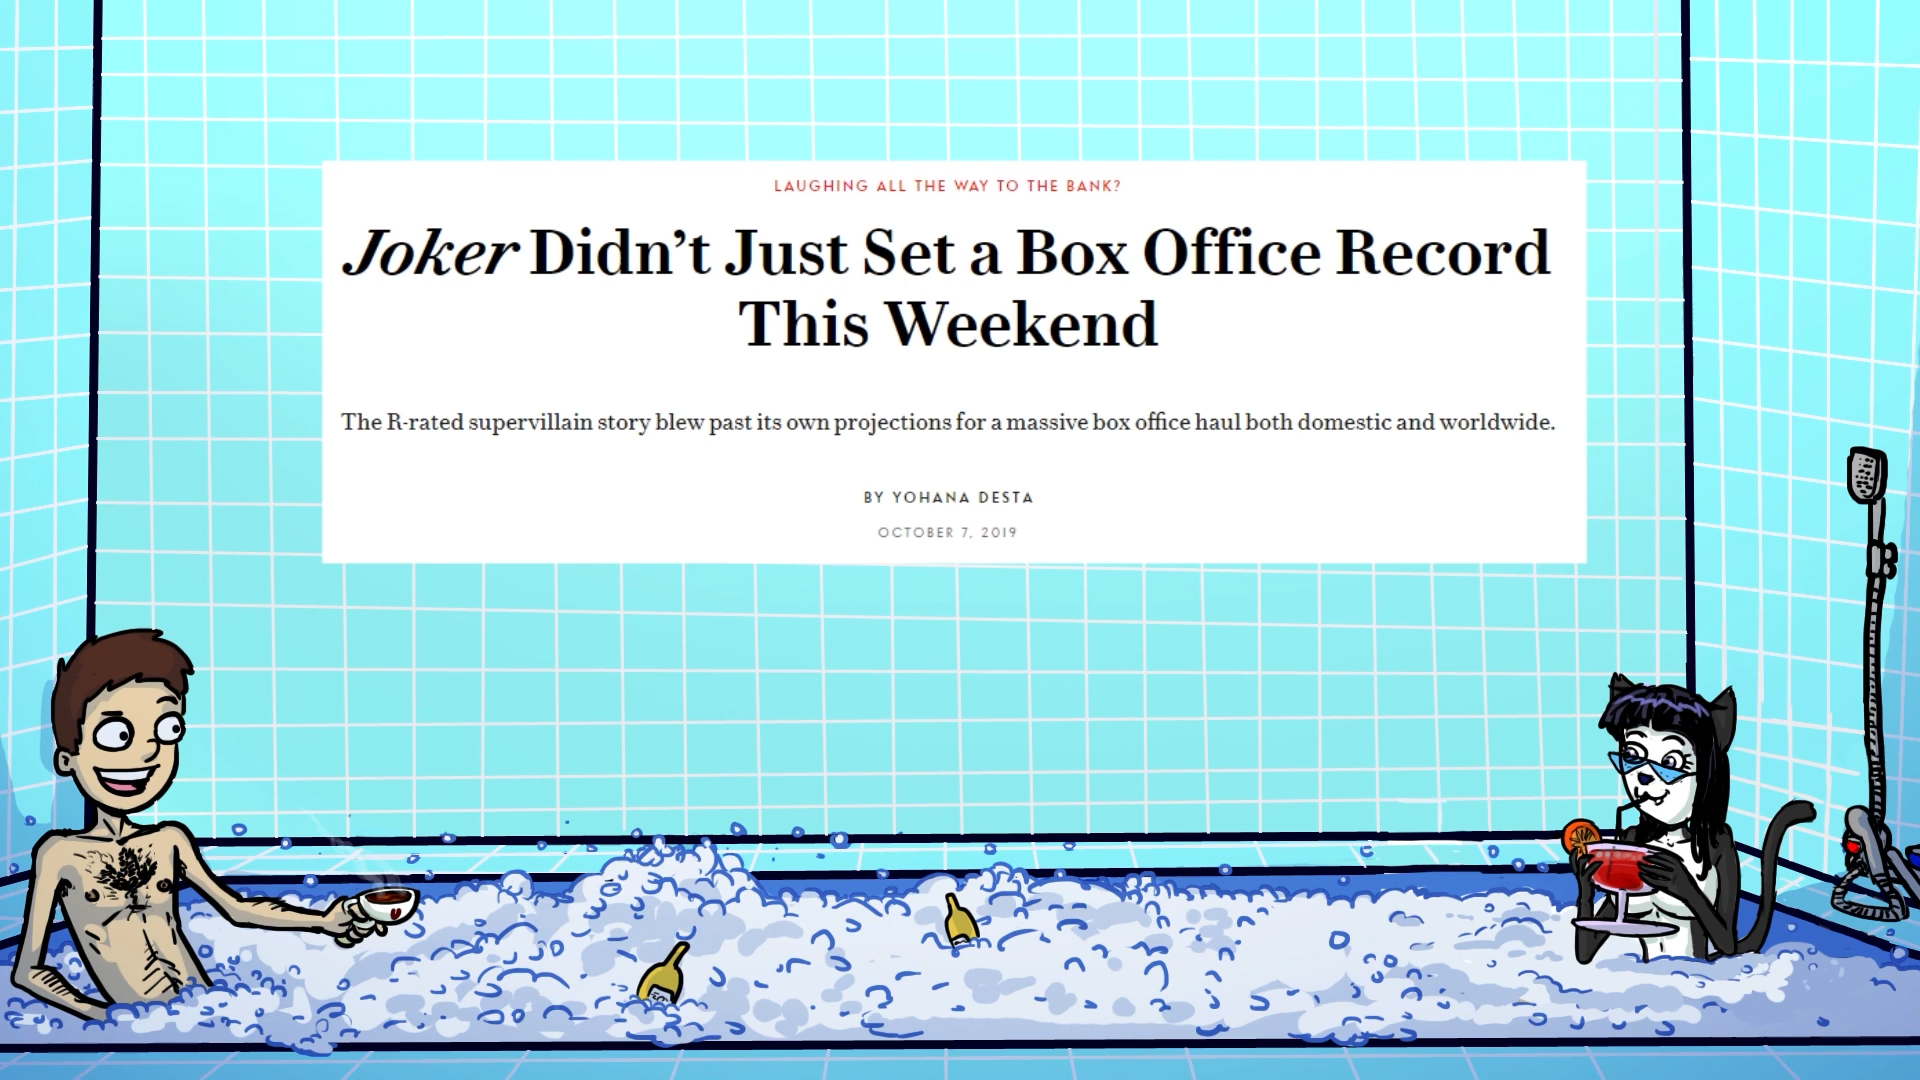 LAUGHING ALL THE WAY TO THE BANK?
Joker Didn’t Just Set a Box Office Record
This Weekend
The R-rated supervillain story blew past its own projections for a massive box office haul both domestic and worldwide.
BY YOHANA DESTA
OCTOBER 7, 2019